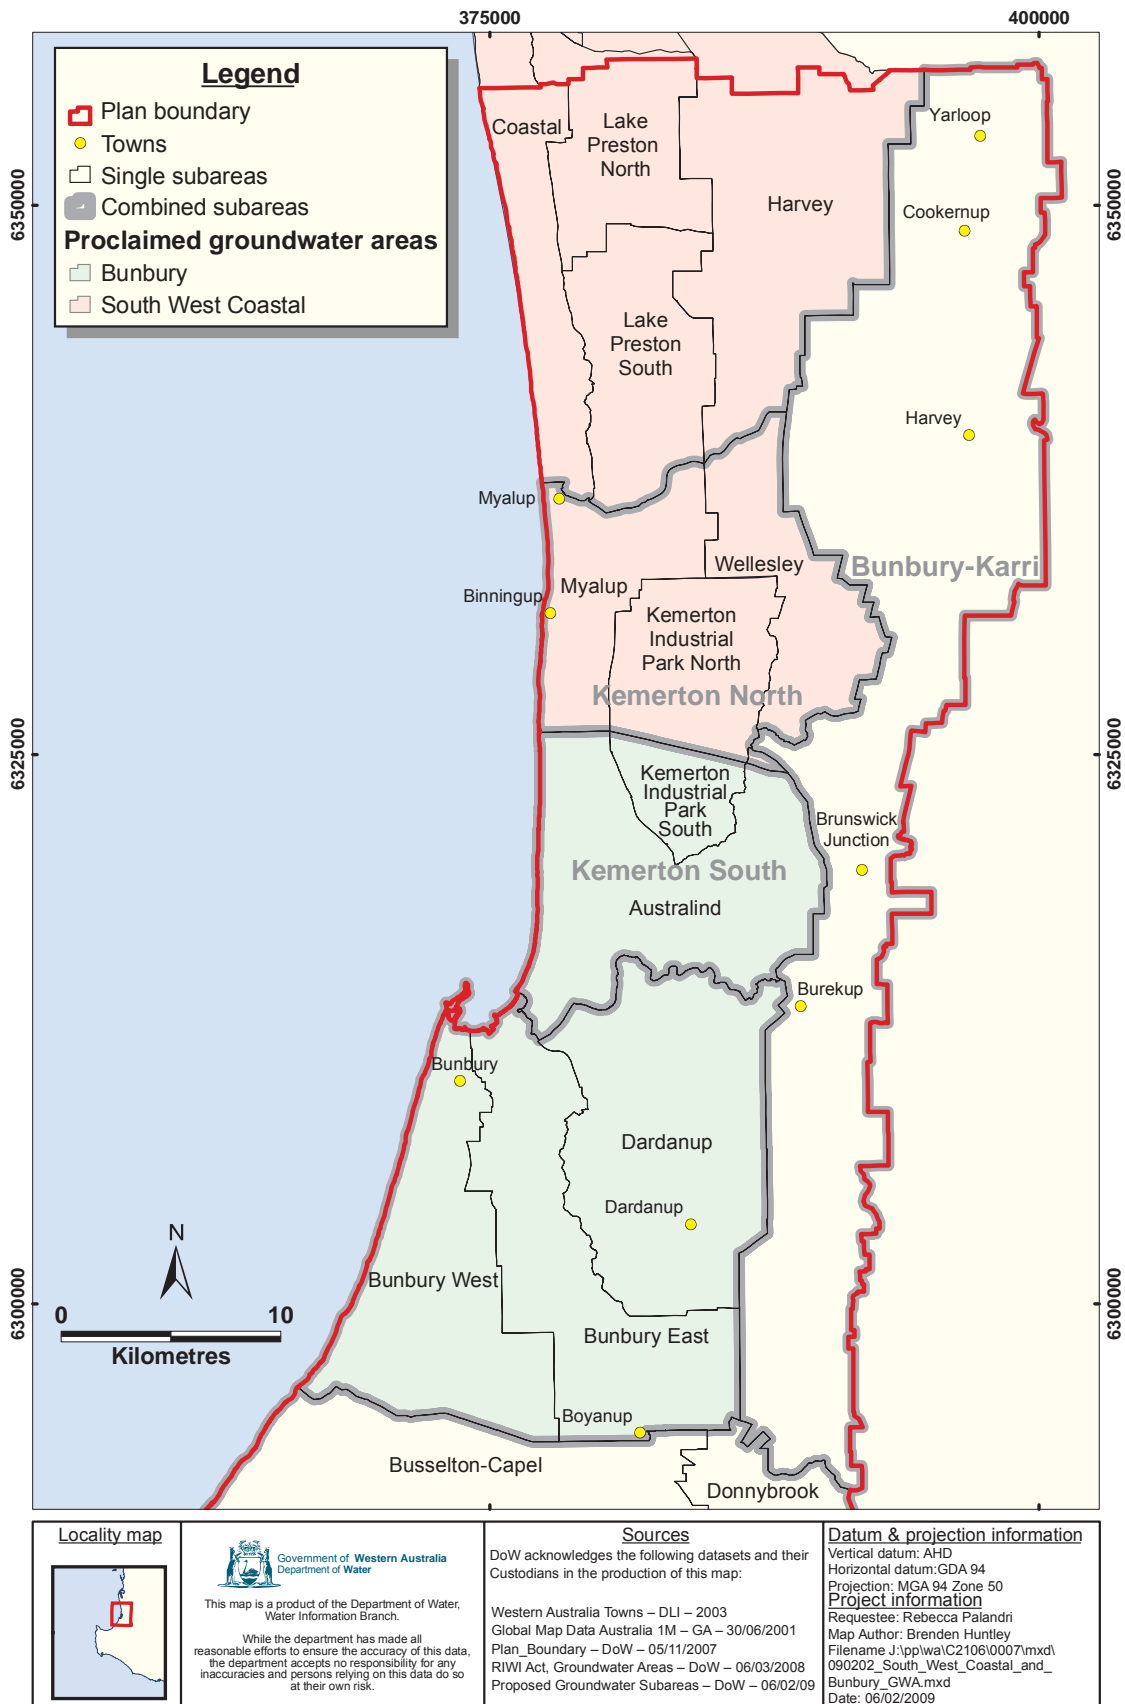 375000
400000
Legend
Plan boundary
Towns
Single subareas
Combined subareas
Proclaimed groundwater areas
Bunbury
South West Coastal
6350000
6350000
6325000
6325000
6300000
6300000
Coastal
Lake
Preston
North
Harvey
Yarloop
Cookernup
Lake
Preston
South
Harvey
Myalup
Wellesley
Bunbury-Karri
Binningup
Myalup
Kemerton
Industrial
Park North
Kemerton North
Kemerton
Industrial
Park
South
Brunswick
Junction
Kemerton South
Australind
Burekup
Bunbury
Dardanup
Dardanup
N
Bunbury West
0
10
Kilometres
Bunbury East
Boyanup
Busselton-Capel
Donnybrook
Locality map
Government of Western Australia
Department of Water
This map is a product of the Department of Water,
Water Information Branch.
While the department has made all
reasonable efforts to ensure the accuracy of this data,
the department accepts no responsibility for any
inaccuracies and persons relying on this data do so
at their own risk.
Sources
DoW acknowledges the following datasets and their
Custodians in the production of this map:
Western Australia Towns – DLI – 2003
Global Map Data Australia 1M – GA – 30/06/2001
Plan_Boundary – DoW – 05/11/2007
RIWI Act, Groundwater Areas – DoW – 06/03/2008
Proposed Groundwater Subareas – DoW – 06/02/09
Datum & projection information
Vertical datum: AHD
Horizontal datum:GDA 94
Projection: MGA 94 Zone 50
Project information
Requestee: Rebecca Palandri
Map Author: Brenden Huntley
Filename J:\pp\wa\C2106\0007\mxd\
090202_South_West_Coastal_and_
Bunbury_GWA.mxd
Date: 06/02/2009